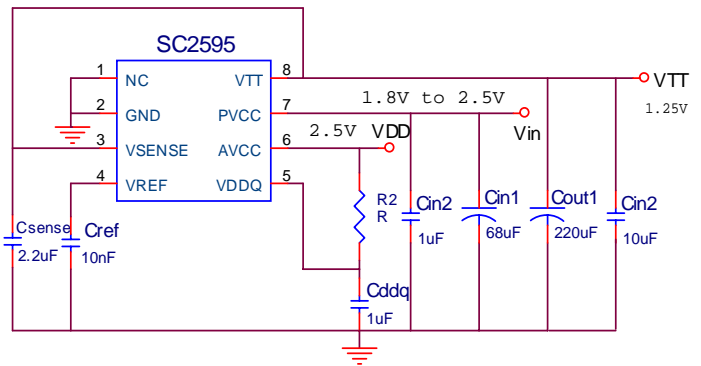 SC2595
1 NC VTT 8
2 GND PVCC 7
3 VSENSE AVCC 6
4 VREF VDDQ 5
VTT
1.25V
1.8V to 2.5V
Vin
2.5V VDD
R2
R
Cin2
1uF
Cin1
68uF
Cout1
220uF
Cin2
10uF
Csense
2.2uF
Cref
10nF
Cddq
1uF